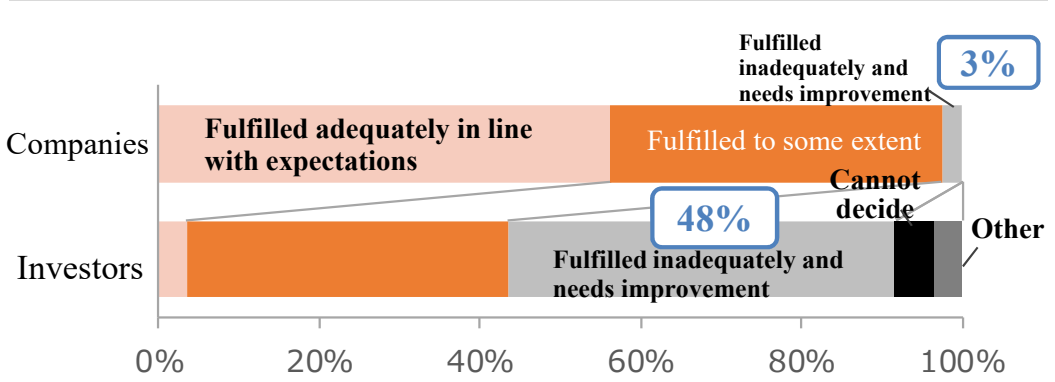 Fulfilled
inadequately and
needs improvement
3%
Companies
Fulfilled adequately in line
with expectations
Fulfilled to some extent
Cannot
decide
48%
Other
Investors
Fulfilled inadequately and
needs improvement
0%
20%
40%
60%
80%
100%